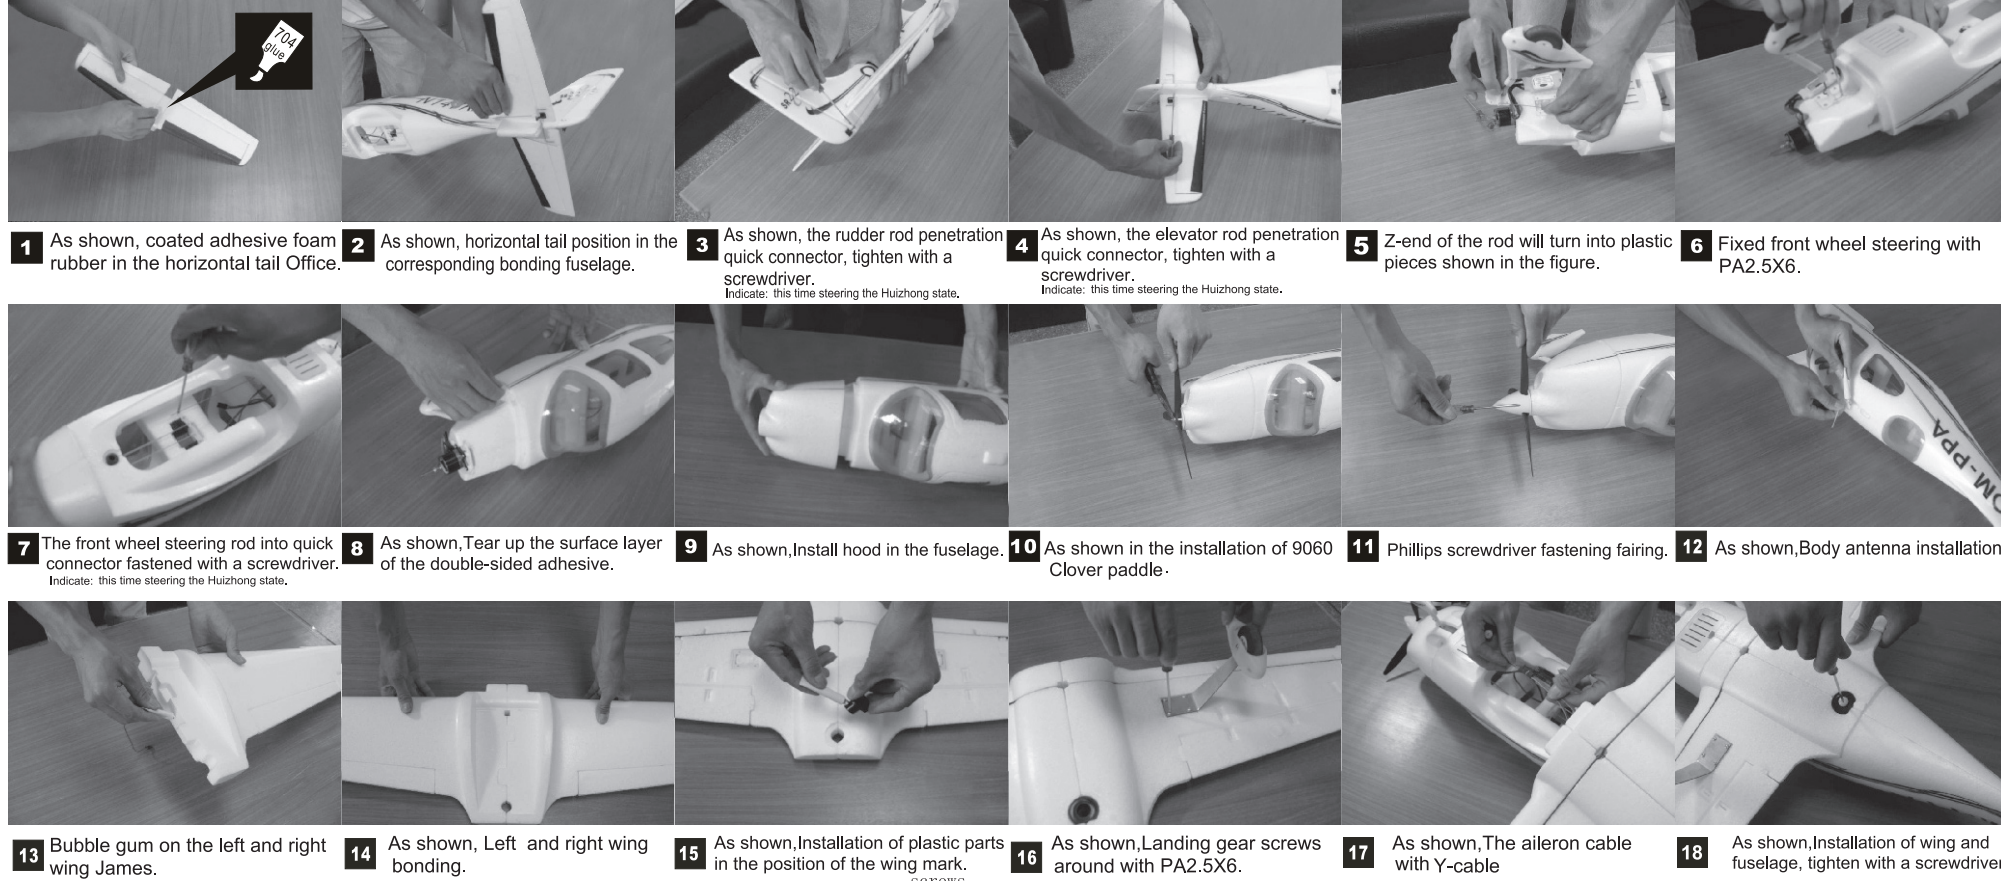 704
glue
1 As shown, coated adhesive foam
rubber in the horizontal tail Office.
2 As shown, horizontal tail position in the
corresponding bonding fuselage.
3 As shown, the rudder rod penetration
quick connector, tighten with a
screwdriver.
Indicate: this time steering the Huizhong state.
4 As shown, the elevator rod penetration
quick connector, tighten with a
screwdriver.
Indicate: this time steering the Huizhong state.
5 Z-end of the rod will turn into plastic
pieces shown in the figure.
6 Fixed front wheel steering with
PA2.5X6.
OM-PPA
7 The front wheel steering rod into quick
connector fastened with a screwdriver.
Indicate: this time steering the Huizhong state.
8 As shown,Tear up the surface layer
of the double-sided adhesive.
9 As shown,Install hood in the fuselage.
10 As shown in the installation of 9060
Clover paddle.
11 Phillips screwdriver fastening fairing.
12 As shown,Body antenna installation
13 Bubble gum on the left and right
wing James.
14 As shown, Left and right wing
bonding.
15 As shown,Installation of plastic parts
in the position of the wing mark.
screws
16 As shown,Landing gear screws
around with PA2.5X6.
17 As shown,The aileron cable
with Y-cable
18 As shown,Installation of wing and
fuselage, tighten with a screwdriver